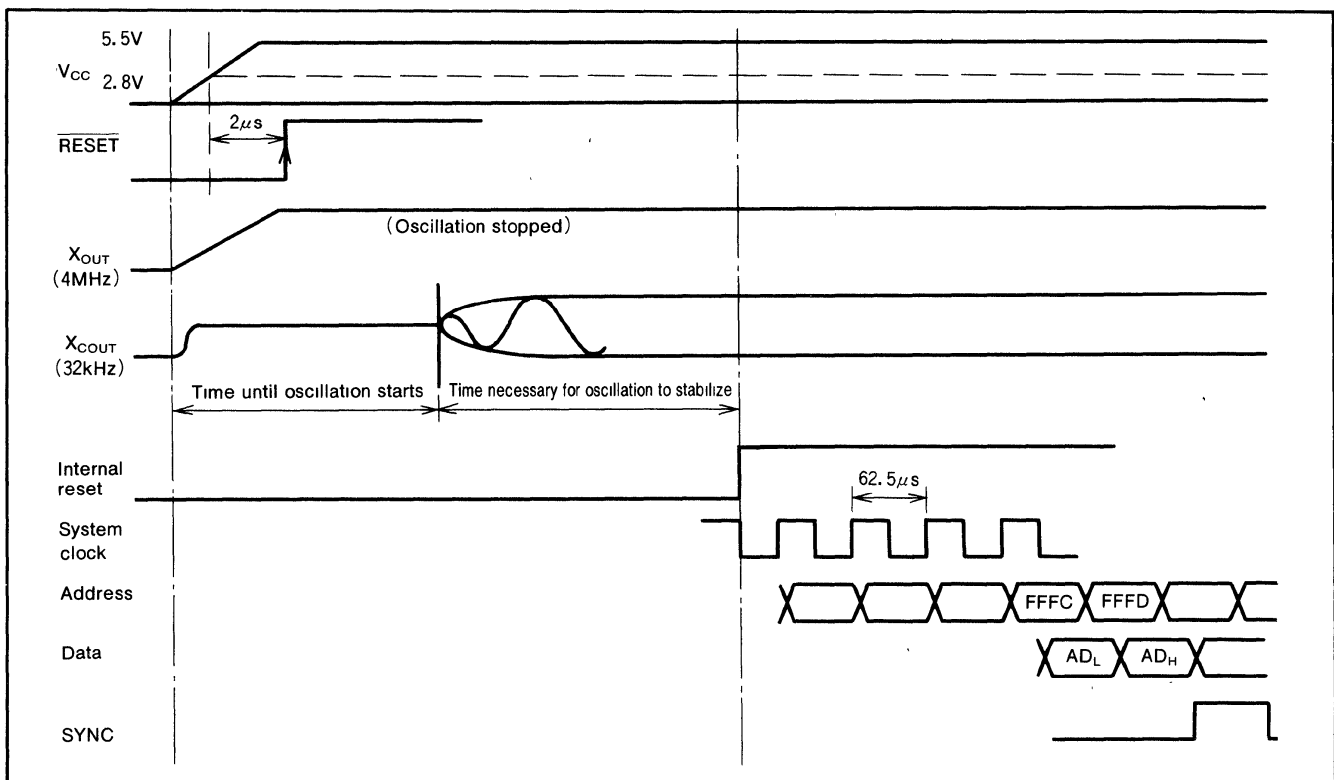 5.5V
VCC
2.8V
2μs
RESET
(Oscillation stopped)
XOUT
(4MHz)
XCOUT
(32kHz)
Time until oscillation starts
Time necessary for oscillation to stabilize
Internal
reset
62.5μs
System
clock
Address
FFFC
FFFD
Data
ADL
ADH
SYNC